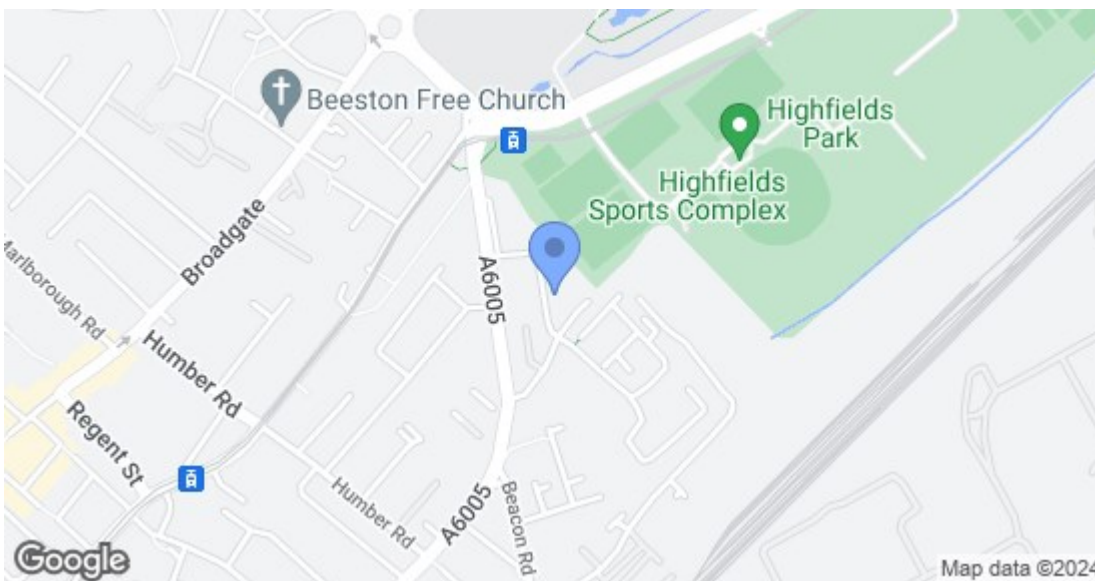 Beeston Free Church
Highfields
Park
Highfields
Sports Complex
Broadgate
A6005
Marlborough Rd
Humber Rd
Regent St
Humber Rd
A6005
Beacon Rd
Google
Map data ©2024